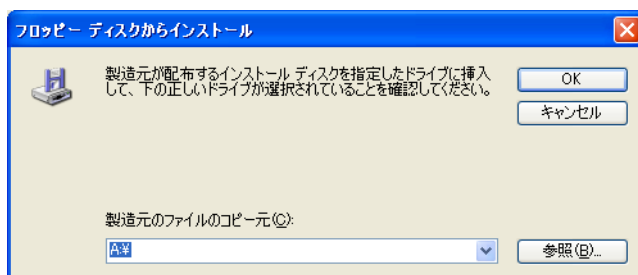 フロッピー ディスクからインストール
製造元が配布するインストール ディスクを指定したドライブに挿入
して、下の正しいドライブが選択されていることを確認してください。
OK
キャンセル
製造元のファイルのコピー元(C):
A:¥
参照(B)...